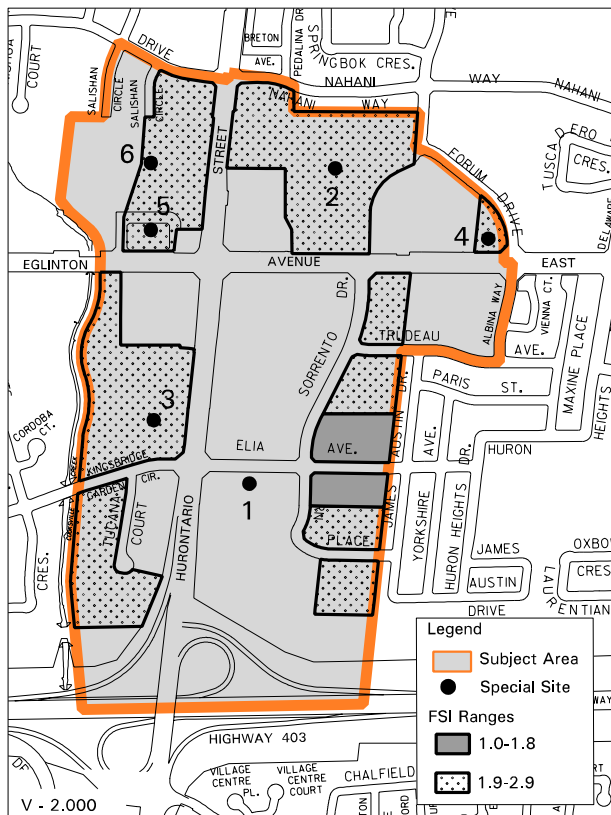 COURT
DRIVE
SALISHAN
CIRCLE
SALISHAN
CIRCLE
BRETON
AVE.
PEDALINA DR
SPRINGBOK CRES.
NAHANI WAY
NAHANI
NAHANI WAY
STREET
FORUM DRIVE
TUSCA
ERO
CRES.
DELAWARE
6
5
2
4
EGLINTON AVENUE EAST
DR.
SORRENTO
TRUDEAU
AVE.
ALBINA WAY
VIENNA CT.
MAXINE PLACE
PARIS ST.
HEIGHTS
AUSTIN DR.
AVE.
DR.
HURON
3
CORDOBA
CT.
ELIA AVE.
KINGSBRIDGE
GARDEN CIR.
1
TUCANA
COURT
HURONTARIO
CRES.
PLACE
JAMES
YORKSHIRE
HURON HEIGHTS
JAMES
AUSTIN
DRIVE
OXBOW
CRES
LAURENTIAN
WAY
HIGHWAY 403
VILLAGE
CENTRE
PL.
VILLAGE
CENTRE
COURT
CHALFIELD
Legend
Subject Area
Special Site
FSI Ranges
1.0-1.8
1.9-2.9
V - 2.000